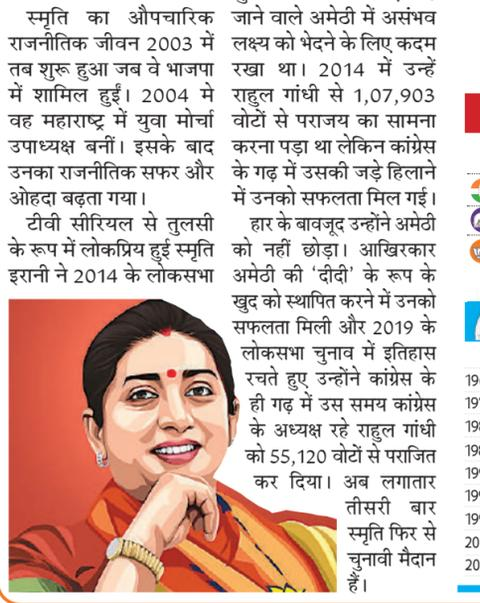 स्मृति का औपचारिक
राजनीतिक जीवन 2003 में
तब शुरू हुआ जब वे भाजपा
में शामिल हुईं। 2004 मे
वह महाराष्ट्र में युवा मोर्चा
उपाध्यक्ष बनीं। इसके बाद
उनका राजनीतिक सफर और
ओहदा बढ़ता गया।
टीवी सीरियल से तुलसी
के रूप में लोकप्रिय हुई स्मृति
इरानी ने 2014 के लोकसभा
जाने वाले अमेठी में असंभव
लक्ष्य को भेदने के लिए कदम
रखा था। 2014 में उन्हें
राहुल गांधी से 1,07,903
वोटों से पराजय का सामना
करना पड़ा था लेकिन कांग्रेस
के गढ़ में उसकी जड़े हिलाने
में उनको सफलता मिल गई।
हार के बावजूद उन्होंने अमेठी
को नहीं छोड़ा। आखिरकार
अमेठी की 'दीदी' के रूप के
खुद को स्थापित करने में उनको
सफलता मिली और 2019 के
लोकसभा चुनाव में इतिहास
रचते हुए उन्होंने कांग्रेस के
ही गढ़ में उस समय कांग्रेस
के अध्यक्ष रहे राहुल गांधी
को 55,120 वोटों से पराजित
कर दिया। अब लगातार
तीसरी बार
स्मृति फिर से
चुनावी मैदान
हैं।